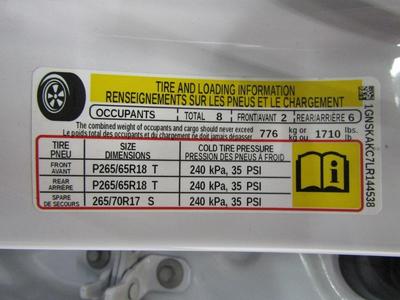 TIRE AND LOADING INFORMATION
RENSEIGNEMENTS SUR LES PNEUS ET LE CHARGEMENT
OCCUPANTS TOTAL 8 FRONT/AVANT 2 REAR/ARRIÈRE 6
The combined weight of occupants and cargo should never exceed
Le poids total des occupants et du chargement ne doit jamais dépasser
776 kg or 1710 lbs.
kg ou lb.
TIRE SIZE COLD TIRE PRESSURE
PNEU DIMENSIONS PRESSION DES PNEUS À FROID
FRONT
AVANT P265/65R18 T 240 kPa, 35 PSI
REAR
ARRIÈRE P265/65R18 T 240 kPa, 35 PSI
SPARE
DE SECOURS 265/70R17 S 240 kPa, 35 PSI
1GNSKAKC7LR144538